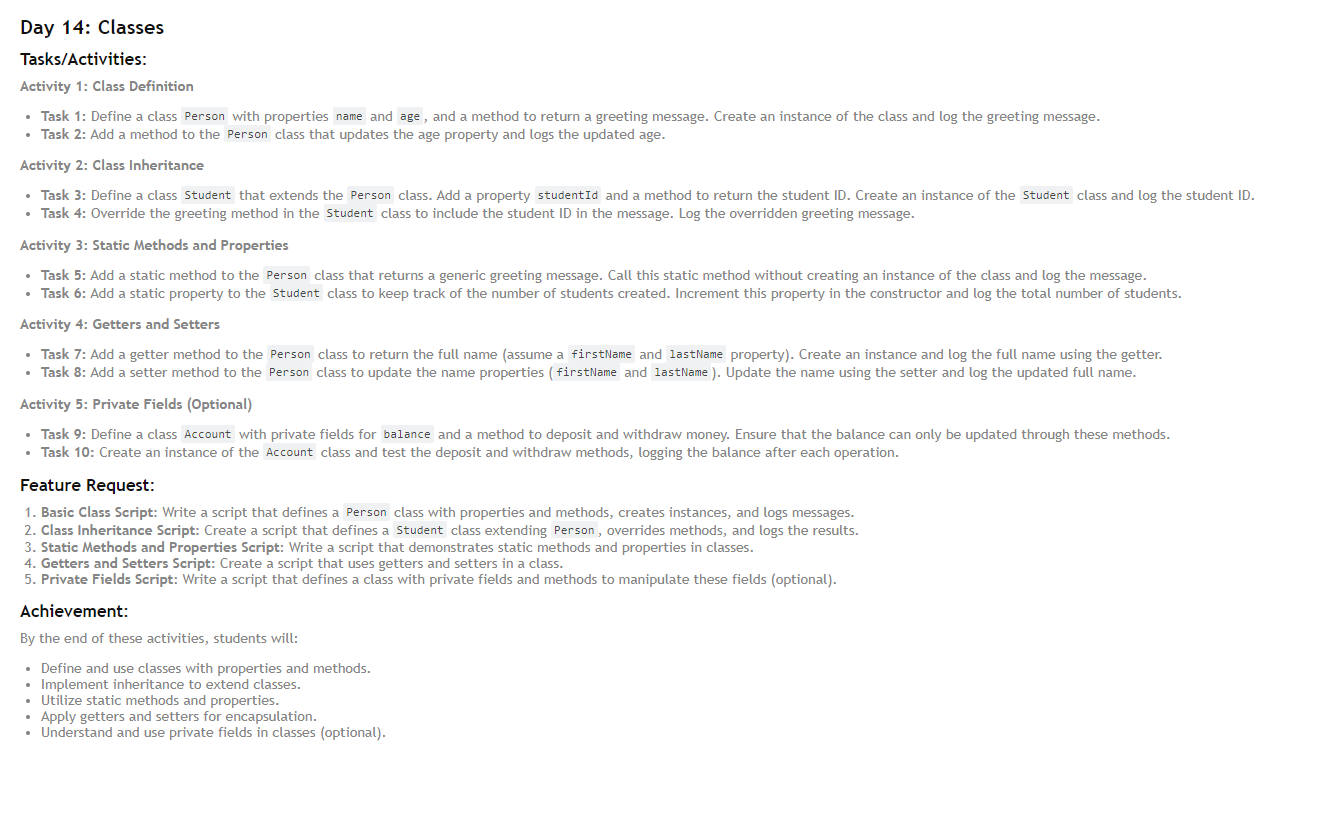 Day 14: Classes
Tasks/Activities:
Activity 1: Class Definition
• Task 1: Define a class Person with properties name and age, and a method to return a greeting message. Create an instance of the class and log the greeting message.
• Task 2: Add a method to the Person class that updates the age property and logs the updated age.
Activity 2: Class Inheritance
• Task 3: Define a class Student that extends the Person class. Add a property studentId and a method to return the student ID. Create an instance of the Student class and log the student ID.
• Task 4: Override the greeting method in the Student class to include the student ID in the message. Log the overridden greeting message.
Activity 3: Static Methods and Properties
• Task 5: Add a static method to the Person class that returns a generic greeting message. Call this static method without creating an instance of the class and log the message.
• Task 6: Add a static property to the Student class to keep track of the number of students created. Increment this property in the constructor and log the total number of students.
Activity 4: Getters and Setters
• Task 7: Add a getter method to the Person class to return the full name (assume a firstName and lastName property). Create an instance and log the full name using the getter.
• Task 8: Add a setter method to the Person class to update the name properties (firstName and lastName). Update the name using the setter and log the updated full name.
Activity 5: Private Fields (Optional)
• Task 9: Define a class Account with private fields for balance and a method to deposit and withdraw money. Ensure that the balance can only be updated through these methods.
• Task 10: Create an instance of the Account class and test the deposit and withdraw methods, logging the balance after each operation.
Feature Request:
1. Basic Class Script: Write a script that defines a Person class with properties and methods, creates instances, and logs messages.
2. Class Inheritance Script: Create a script that defines a Student class extending Person, overrides methods, and logs the results.
3. Static Methods and Properties Script: Write a script that demonstrates static methods and properties in classes.
4. Getters and Setters Script: Create a script that uses getters and setters in a class.
5. Private Fields Script: Write a script that defines a class with private fields and methods to manipulate these fields (optional).
Achievement:
By the end of these activities, students will:
• Define and use classes with properties and methods.
• Implement inheritance to extend classes.
• Utilize static methods and properties.
• Apply getters and setters for encapsulation.
• Understand and use private fields in classes (optional).